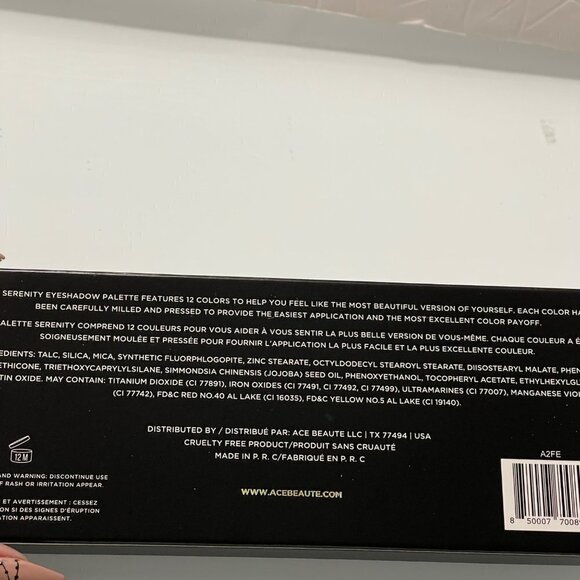 SERENITY EYESHADOW PALETTE FEATURES 12 COLORS TO HELP YOU FEEL LIKE THE MOST BEAUTIFUL VERSION OF YOURSELF. EACH COLOR HA
BEEN CAREFULLY MILLED AND PRESSED TO PROVIDE THE EASIEST APPLICATION AND THE MOST EXCELLENT COLOR PAYOFF.
PALETTE SERENITY COMPREND 12 COULEURS POUR VOUS AIDER À VOUS SENTIR LA PLUS BELLE VERSION DE VOUS-MÊME. CHAQUE COULEUR A É
SOIGNEUSEMENT MOULÉE ET PRESSÉE POUR FOURNIR L'APPLICATION LA PLUS FACILE ET LA PLUS EXCELLENTE COULEUR.
EDIENTS: TALC, SILICA, MICA, SYNTHETIC FLUORPHLOGOPITE, ZINC STEARATE, OCTYLDODECYL STEAROYL STEARATE, DIISOSTEARYL MALATE, PHEN
ETHICONE, TRIETHOXYCAPRYLYLSILANE, SIMMONDSIA CHINENSIS (JOJOBA) SEED OIL, PHENOXYETHANOL, TOCOPHERYL ACETATE, ETHYLHEXYLGL
TIN OXIDE. MAY CONTAIN: TITANIUM DIOXIDE (CI 77891), IRON OXIDES (CI 77491, CI 77492, CI 77499), ULTRAMARINES (CI 77007), MANGANESE VIOL
(CI 77742), FD&C RED NO.40 AL LAKE (CI 16035), FD&C YELLOW NO.5 AL LAKE (CI 19140).
DISTRIBUTED BY / DISTRIBUÉ PAR: ACE BEAUTE LLC | TX 77494 | USA
CRUELTY FREE PRODUCT/PRODUCT SANS CRUAUTÉ
MADE IN P. R. C/FABRIQUÉ EN P. R. C
WWW.ACEBEAUTE.COM
12 M
AND WARNING: DISCONTINUE USE
F RASH OR IRRITATION APPEAR.
ET AVERTISSEMENT : CESSEZ
ON SI DES SIGNES D'ÉRUPTION
TATION APPARAISSENT.
A2FE
8 50007 7008